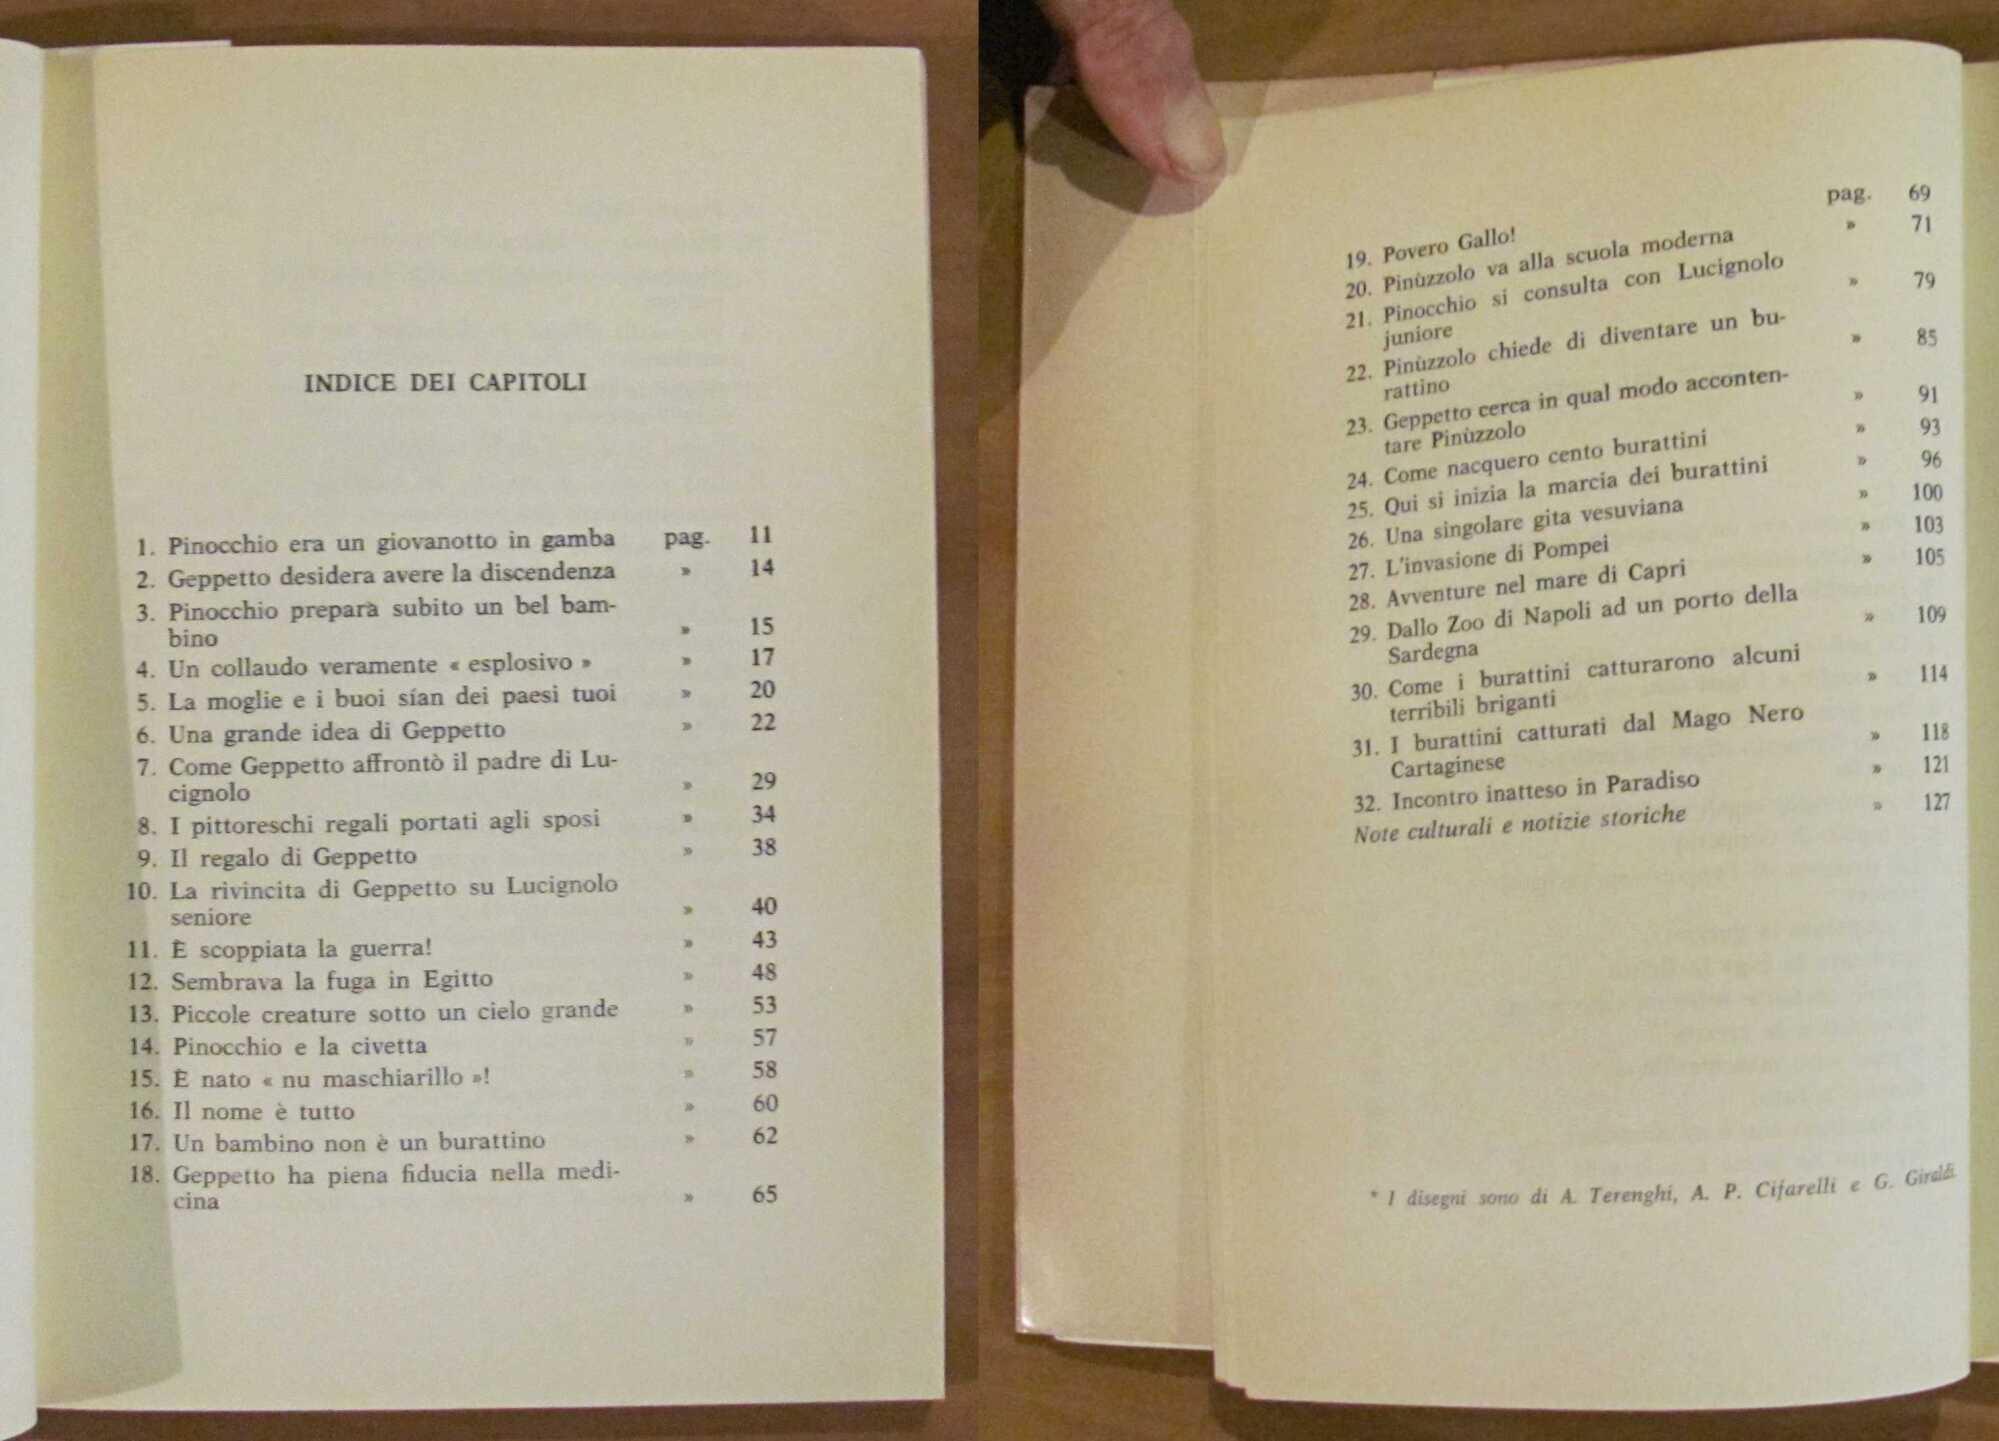 INDICE DEI CAPITOLI
1. Pinocchio era un giovanotto in gamba pag. 11
2. Geppetto desidera avere la discendenza » 14
3. Pinocchio prepara subito un bel bam-
bino » 15
4. Un collaudo veramente « esplosivo » » 17
5. La moglie e i buoi sían dei paesi tuoi » 20
6. Una grande idea di Geppetto » 22
7. Come Geppetto affrontò il padre di Lu-
cignolo » 29
8. I pittoreschi regali portati agli sposi » 34
9. Il regalo di Geppetto » 38
10. La rivincita di Geppetto su Lucignolo
seniore » 40
11. È scoppiata la guerra! » 43
12. Sembrava la fuga in Egitto » 48
13. Piccole creature sotto un cielo grande » 53
14. Pinocchio e la civetta » 57
15. È nato « nu maschiarillo »! » 58
16. Il nome è tutto » 60
17. Un bambino non è un burattino » 62
18. Geppetto ha piena fiducia nella medi-
cina » 65
19. Povero Gallo! pag. 69
20. Pinùzzolo va alla scuola moderna » 71
21. Pinocchio si consulta con Lucignolo
juniore » 79
22. Pinùzzolo chiede di diventare un bu-
rattino » 85
23. Geppetto cerca in qual modo acconten-
tare Pinùzzolo » 91
24. Come nacquero cento burattini » 93
25. Qui si inizia la marcia dei burattini » 96
26. Una singolare gita vesuviana » 100
27. L'invasione di Pompei » 103
28. Avventure nel mare di Capri » 105
29. Dallo Zoo di Napoli ad un porto della
Sardegna » 109
30. Come i burattini catturarono alcuni
terribili briganti » 114
31. I burattini catturati dal Mago Nero
Cartaginese » 118
32. Incontro inatteso in Paradiso » 121
Note culturali e notizie storiche » 127
* I disegni sono di A. Terenghi, A. P. Cifarelli e G. Giraldi.